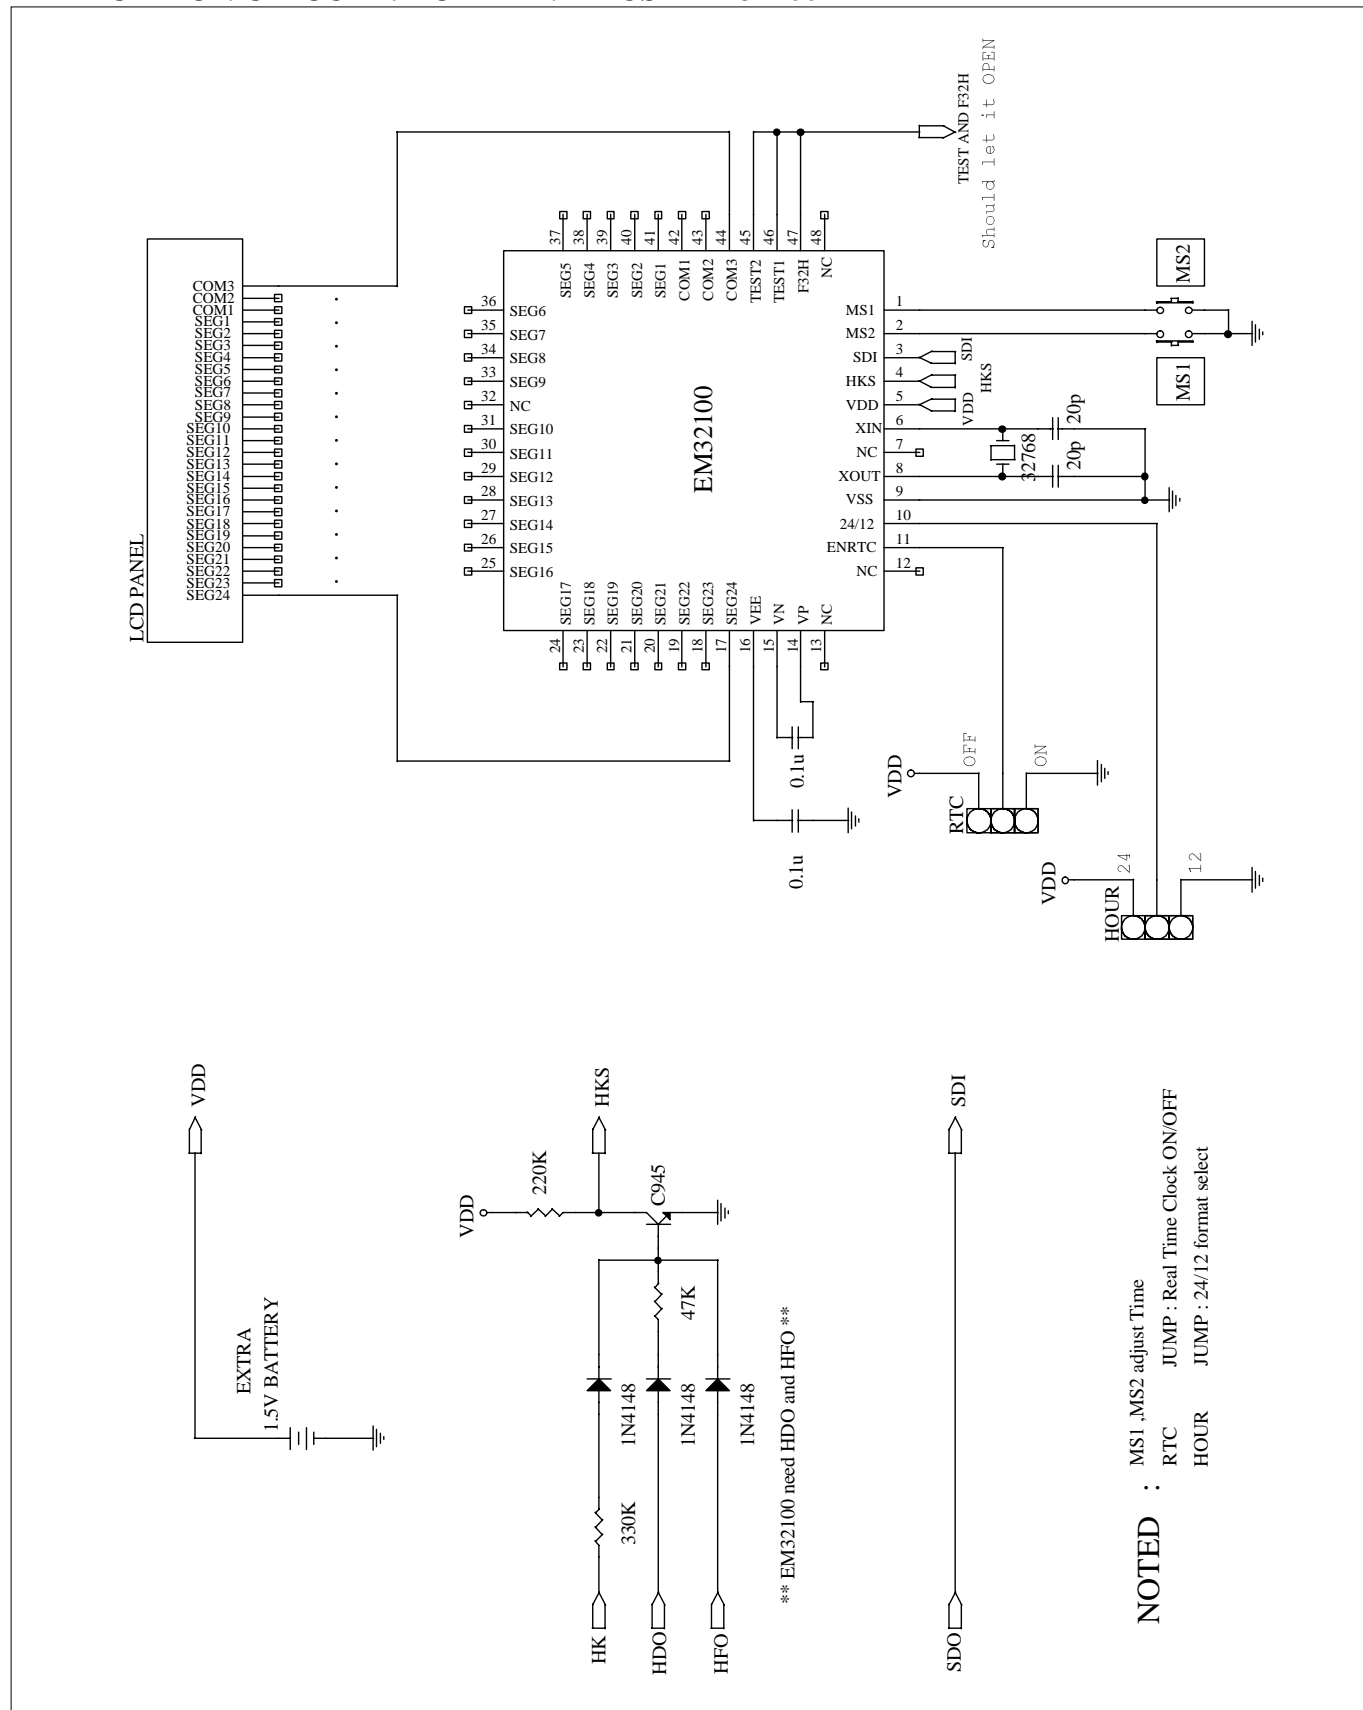 LCD PANEL
COM3
COM2
COM1
SEG1
SEG2
SEG3
SEG4
SEG5
SEG6
SEG7
SEG8
SEG9
SEG10
SEG11
SEG12
SEG13
SEG14
SEG15
SEG16
SEG17
SEG18
SEG19
SEG20
SEG21
SEG22
SEG23
SEG24
EM32100
37 SEG5
38 SEG4
39 SEG3
40 SEG2
41 SEG1
42 COM1
43 COM2
44 COM3
45 TEST2
46 TEST1
47 F32H
48 NC
36 SEG6
35 SEG7
34 SEG8
33 SEG9
32 NC
31 SEG10
30 SEG11
29 SEG12
28 SEG13
27 SEG14
26 SEG15
25 SEG16
SEG17 24
SEG18 23
SEG19 22
SEG20 21
SEG21 20
SEG22 19
SEG23 18
SEG24 17
VEE 16
VN 15
VP 14
NC 13
MS1 1
MS2 2
SDI 3
HKS 4
VDD 5
XIN 6
NC 7
XOUT 8
VSS 9
24/12 10
ENRTC 11
NC 12
TEST AND F32H
Should let it OPEN
MS2
MS1
SDI
HKS
VDD
20p
20p
32768
0.1u
0.1u
VDD
OFF
ON
RTC
VDD
24
12
HOUR
VDD
EXTRA
1.5V BATTERY
VDD
220K
HKS
C945
47K
1N4148
1N4148
1N4148
330K
HK
HDO
HFO
** EM32100 need HDO and HFO **
SDO
SDI
NOTED :
MS1 ,MS2 adjust Time
RTC JUMP : Real Time Clock ON/OFF
HOUR JUMP : 24/12 format select